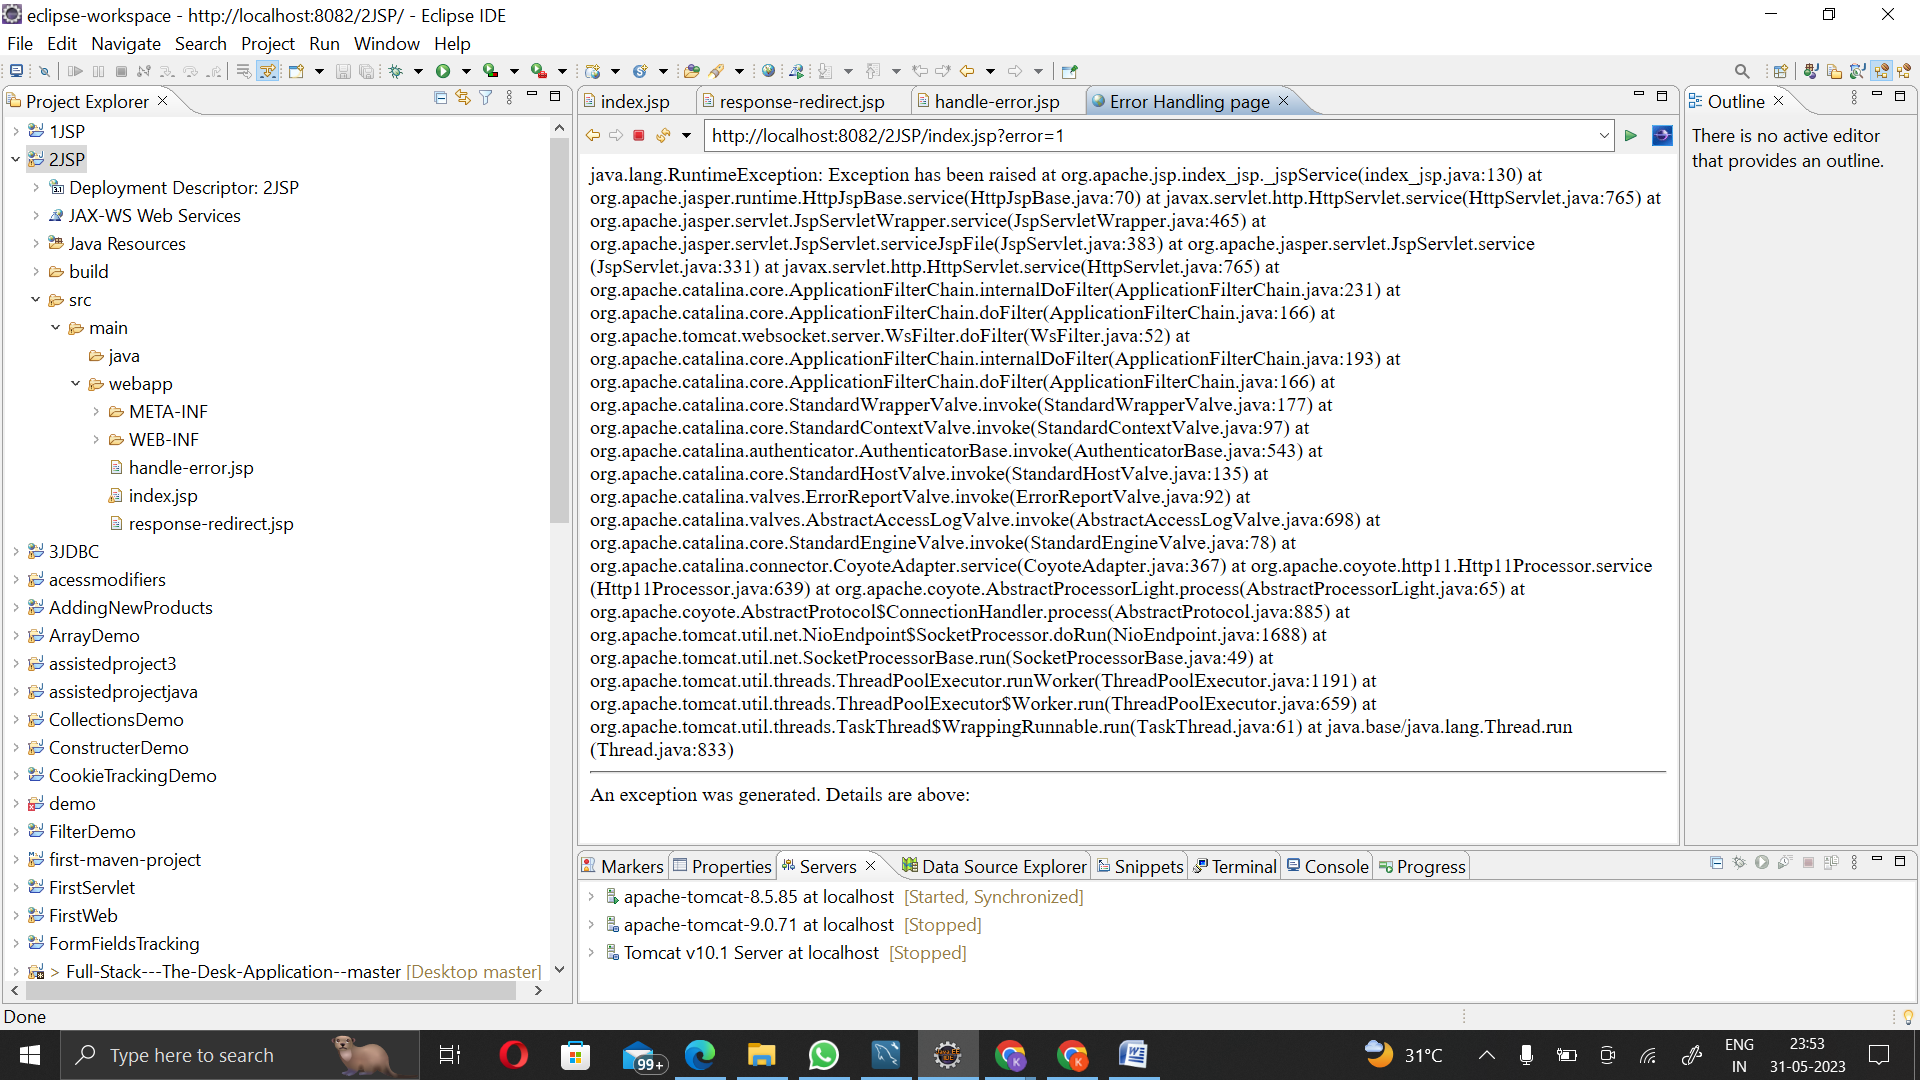 eclipse-workspace - http://localhost:8082/2JSP/ - Eclipse IDE
File Edit Navigate Search Project Run Window Help
Project Explorer
1JSP
2JSP
Deployment Descriptor: 2JSP
JAX-WS Web Services
Java Resources
build
src
main
java
webapp
META-INF
WEB-INF
handle-error.jsp
index.jsp
response-redirect.jsp
3JDBC
acessmodifiers
AddingNewProducts
ArrayDemo
assistedproject3
assistedprojectjava
CollectionsDemo
ConstructerDemo
CookieTrackingDemo
demo
FilterDemo
first-maven-project
FirstServlet
FirstWeb
FormFieldsTracking
> Full-Stack---The-Desk-Application--master [Desktop master]
index.jsp response-redirect.jsp handle-error.jsp Error Handling page
http://localhost:8082/2JSP/index.jsp?error=1
java.lang.RuntimeException: Exception has been raised at org.apache.jsp.index_jsp._jspService(index_jsp.java:130) at
org.apache.jasper.runtime.HttpJspBase.service(HttpJspBase.java:70) at javax.servlet.http.HttpServlet.service(HttpServlet.java:765) at
org.apache.jasper.servlet.JspServletWrapper.service(JspServletWrapper.java:465) at
org.apache.jasper.servlet.JspServlet.serviceJspFile(JspServlet.java:383) at org.apache.jasper.servlet.JspServlet.service
(JspServlet.java:331) at javax.servlet.http.HttpServlet.service(HttpServlet.java:765) at
org.apache.catalina.core.ApplicationFilterChain.internalDoFilter(ApplicationFilterChain.java:231) at
org.apache.catalina.core.ApplicationFilterChain.doFilter(ApplicationFilterChain.java:166) at
org.apache.tomcat.websocket.server.WsFilter.doFilter(WsFilter.java:52) at
org.apache.catalina.core.ApplicationFilterChain.internalDoFilter(ApplicationFilterChain.java:193) at
org.apache.catalina.core.ApplicationFilterChain.doFilter(ApplicationFilterChain.java:166) at
org.apache.catalina.core.StandardWrapperValve.invoke(StandardWrapperValve.java:177) at
org.apache.catalina.core.StandardContextValve.invoke(StandardContextValve.java:97) at
org.apache.catalina.authenticator.AuthenticatorBase.invoke(AuthenticatorBase.java:543) at
org.apache.catalina.core.StandardHostValve.invoke(StandardHostValve.java:135) at
org.apache.catalina.valves.ErrorReportValve.invoke(ErrorReportValve.java:92) at
org.apache.catalina.valves.AbstractAccessLogValve.invoke(AbstractAccessLogValve.java:698) at
org.apache.catalina.core.StandardEngineValve.invoke(StandardEngineValve.java:78) at
org.apache.catalina.connector.CoyoteAdapter.service(CoyoteAdapter.java:367) at org.apache.coyote.http11.Http11Processor.service
(Http11Processor.java:639) at org.apache.coyote.AbstractProcessorLight.process(AbstractProcessorLight.java:65) at
org.apache.coyote.AbstractProtocol$ConnectionHandler.process(AbstractProtocol.java:885) at
org.apache.tomcat.util.net.NioEndpoint$SocketProcessor.doRun(NioEndpoint.java:1688) at
org.apache.tomcat.util.net.SocketProcessorBase.run(SocketProcessorBase.java:49) at
org.apache.tomcat.util.threads.ThreadPoolExecutor.runWorker(ThreadPoolExecutor.java:1191) at
org.apache.tomcat.util.threads.ThreadPoolExecutor$Worker.run(ThreadPoolExecutor.java:659) at
org.apache.tomcat.util.threads.TaskThread$WrappingRunnable.run(TaskThread.java:61) at java.base/java.lang.Thread.run
(Thread.java:833)
An exception was generated. Details are above:
Outline
There is no active editor
that provides an outline.
Markers Properties Servers Data Source Explorer Snippets Terminal Console Progress
apache-tomcat-8.5.85 at localhost [Started, Synchronized]
apache-tomcat-9.0.71 at localhost [Stopped]
Tomcat v10.1 Server at localhost [Stopped]
Done
Type here to search
99+
31°C
ENG
IN
23:53
31-05-2023